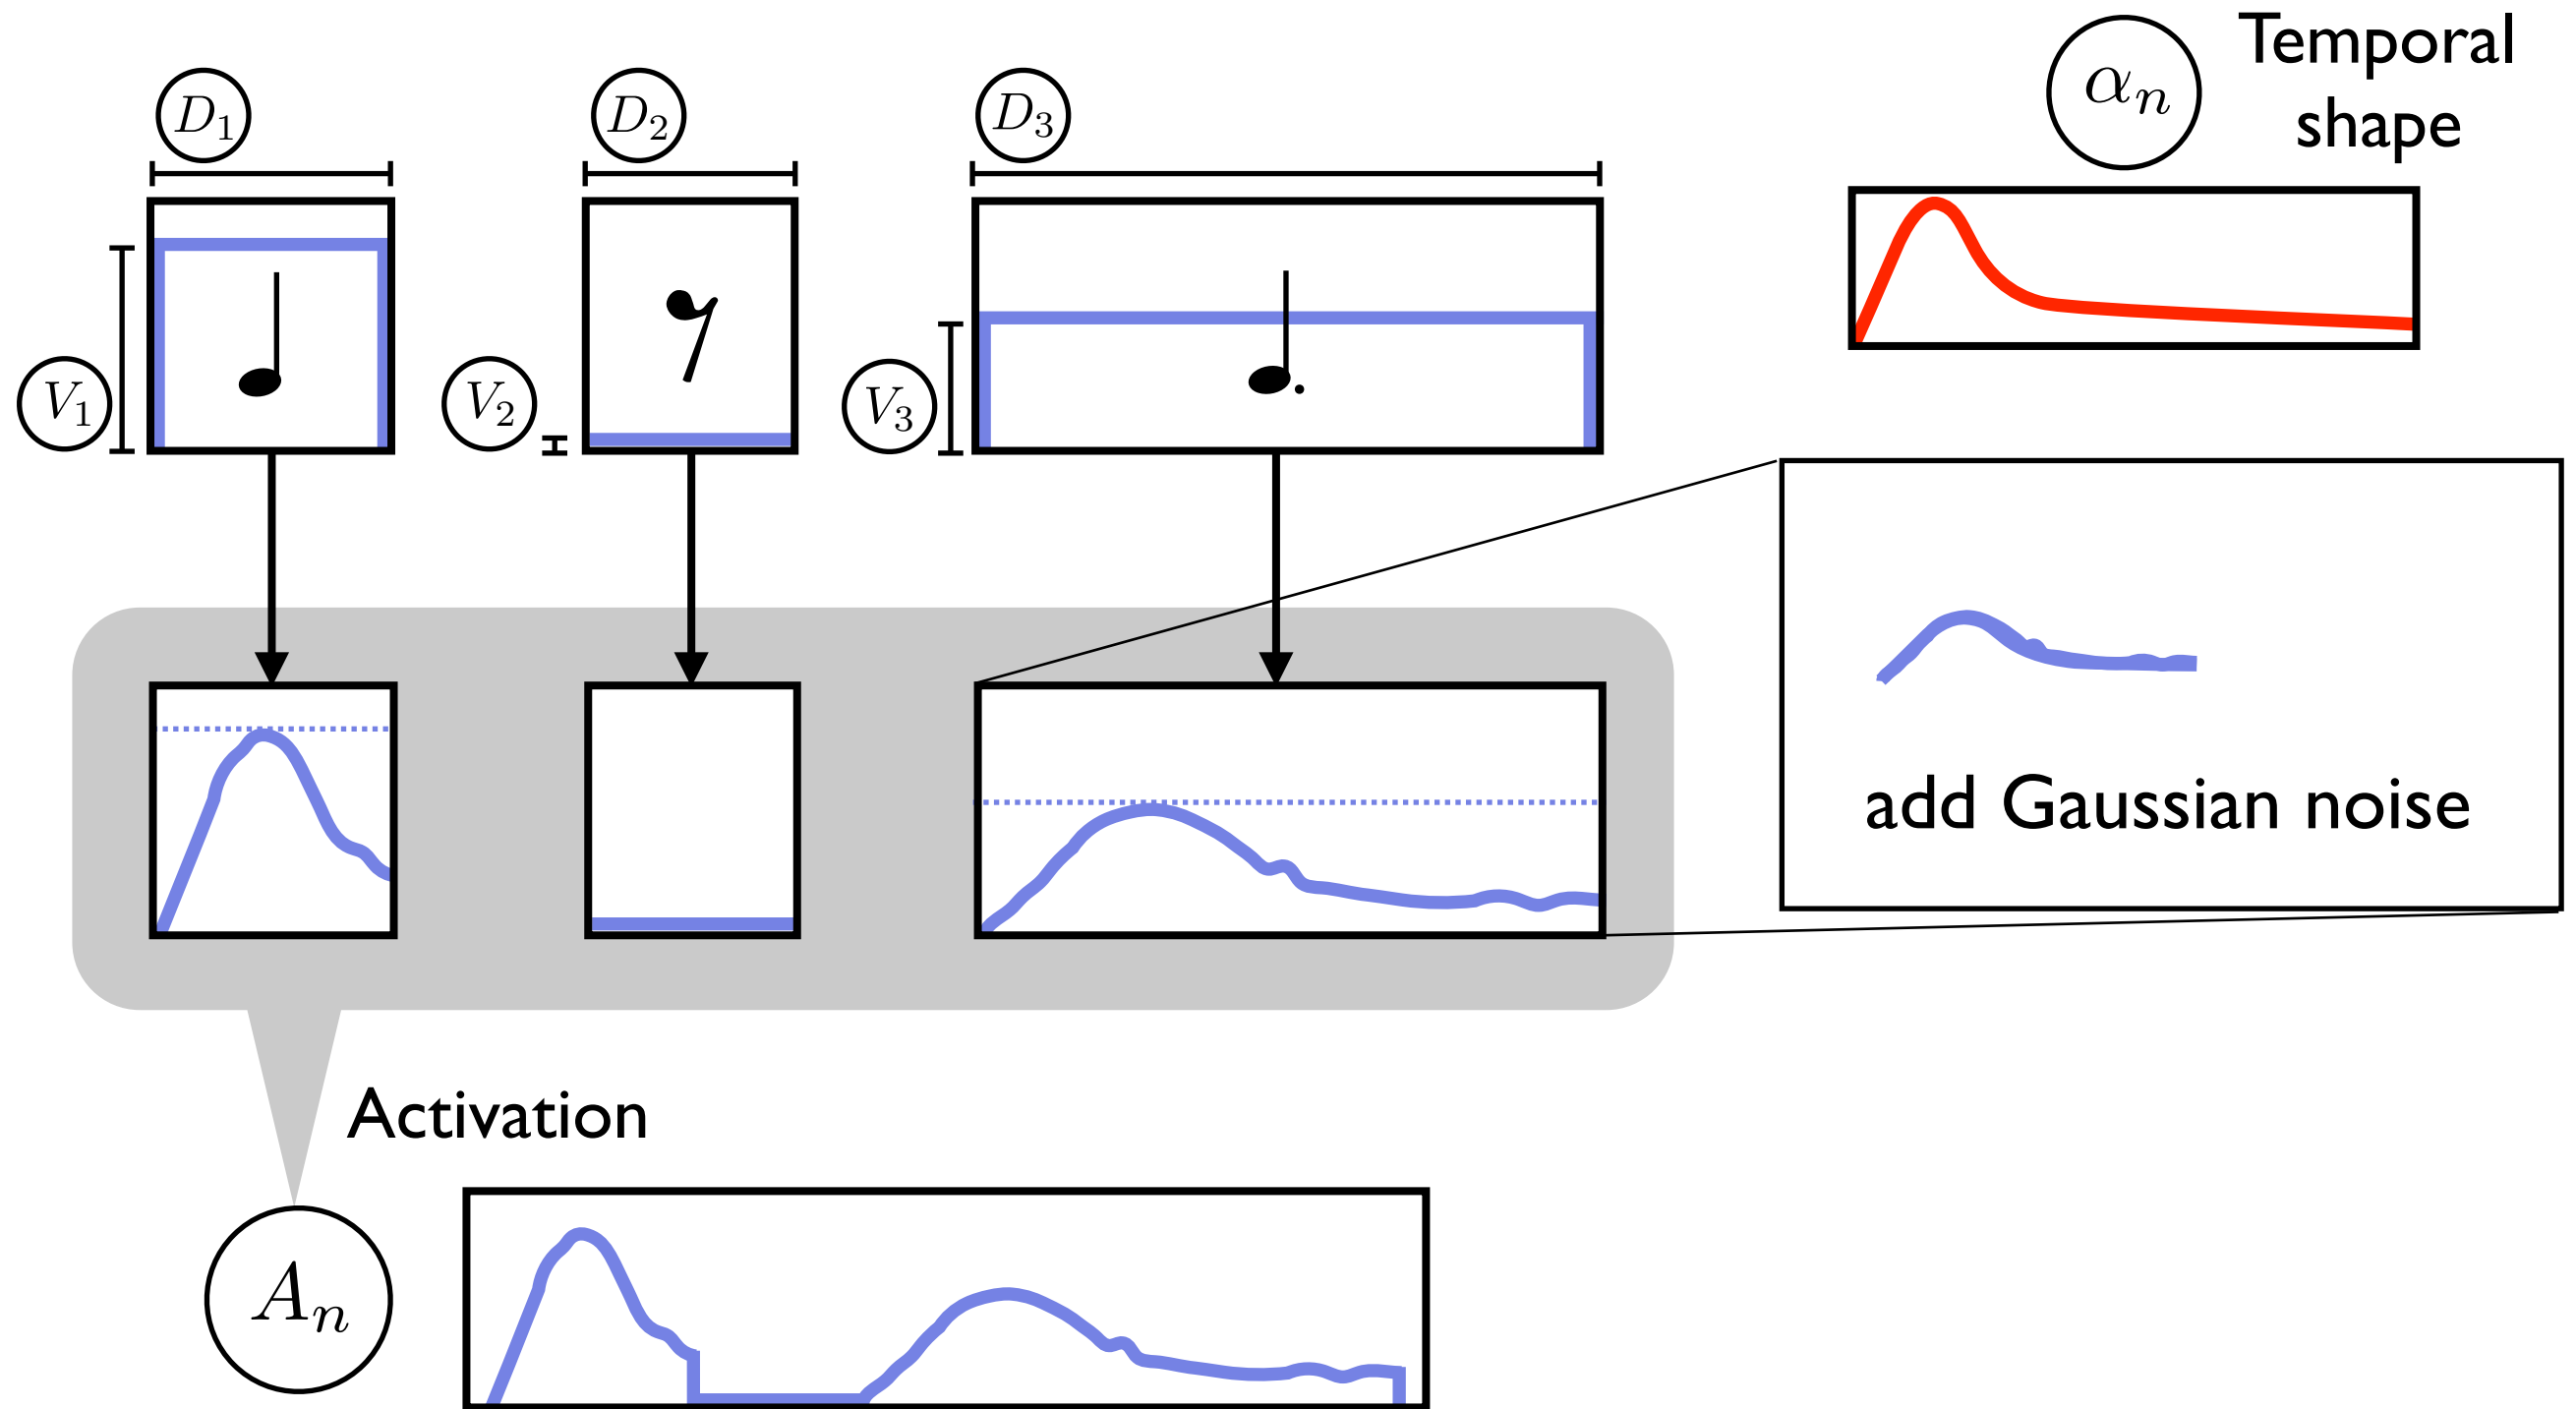 D₁
D₂
D₃
αₙ
Temporal
shape
V₁
V₂
V₃
add Gaussian noise
Activation
Aₙ